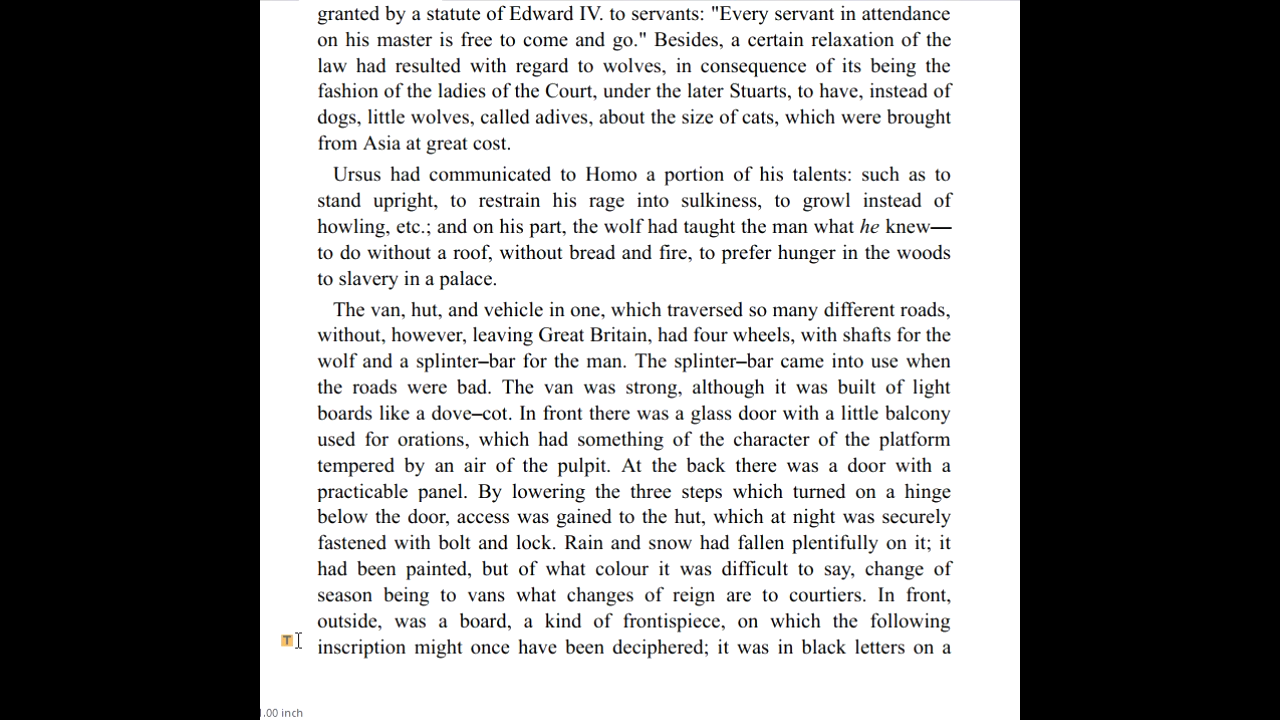 granted by a statute of Edward IV. to servants: "Every servant in attendance
on his master is free to come and go." Besides, a certain relaxation of the
law had resulted with regard to wolves, in consequence of its being the
fashion of the ladies of the Court, under the later Stuarts, to have, instead of
dogs, little wolves, called adives, about the size of cats, which were brought
from Asia at great cost.
Ursus had communicated to Homo a portion of his talents: such as to
stand upright, to restrain his rage into sulkiness, to growl instead of
howling, etc.; and on his part, the wolf had taught the man what he knew—
to do without a roof, without bread and fire, to prefer hunger in the woods
to slavery in a palace.
The van, hut, and vehicle in one, which traversed so many different roads,
without, however, leaving Great Britain, had four wheels, with shafts for the
wolf and a splinter–bar for the man. The splinter–bar came into use when
the roads were bad. The van was strong, although it was built of light
boards like a dove–cot. In front there was a glass door with a little balcony
used for orations, which had something of the character of the platform
tempered by an air of the pulpit. At the back there was a door with a
practicable panel. By lowering the three steps which turned on a hinge
below the door, access was gained to the hut, which at night was securely
fastened with bolt and lock. Rain and snow had fallen plentifully on it; it
had been painted, but of what colour it was difficult to say, change of
season being to vans what changes of reign are to courtiers. In front,
outside, was a board, a kind of frontispiece, on which the following
T
inscription might once have been deciphered; it was in black letters on a
.00 inch